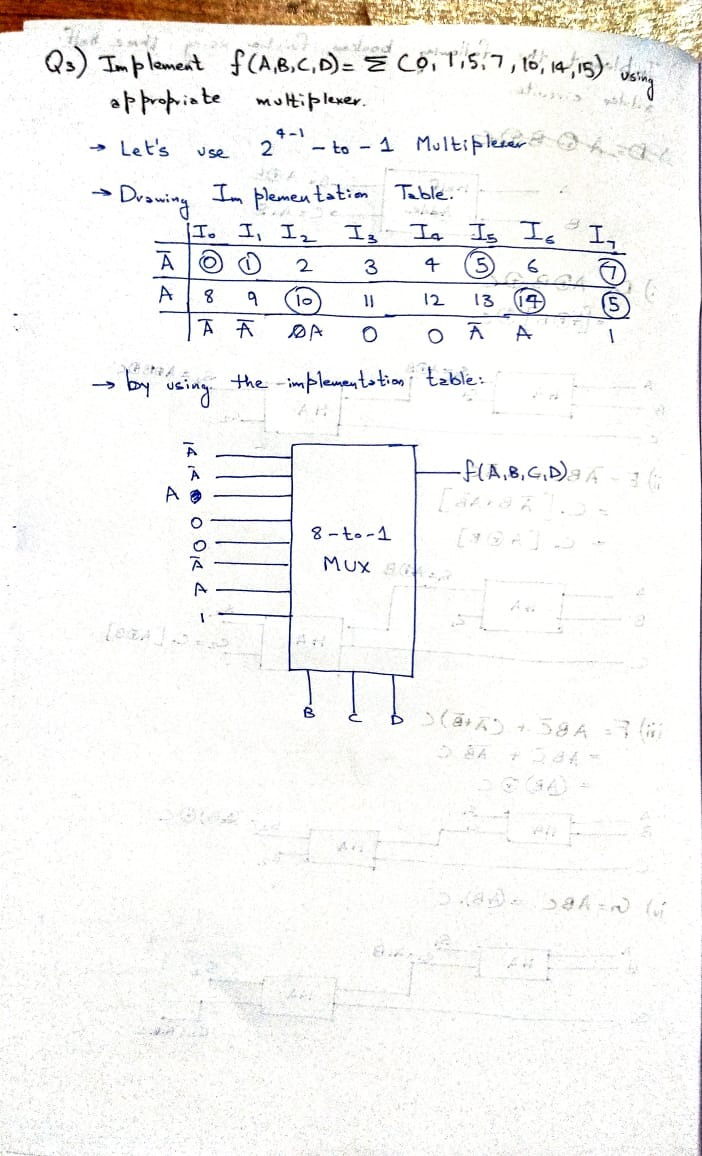 Q3) Implement f(A,B,C,D) = Σ (0, 1, 5, 7, 10, 14, 15) using
appropriate multiplexer.
→ Let's use 2^(4-1) - to - 1 Multiplexer
→ Drawing Implementation Table.
I₀ I₁ I₂ I₃ I₄ I₅ I₆ I₇
Ā 0 1 2 3 4 5 6 7
A 8 9 10 11 12 13 14 15
Ā Ā A 0 0 Ā A 1
→ by using the implementation table:
Ā
Ā
A
0
0
Ā
A
1
f(A,B,C,D)
8-to-1
MUX
B C D